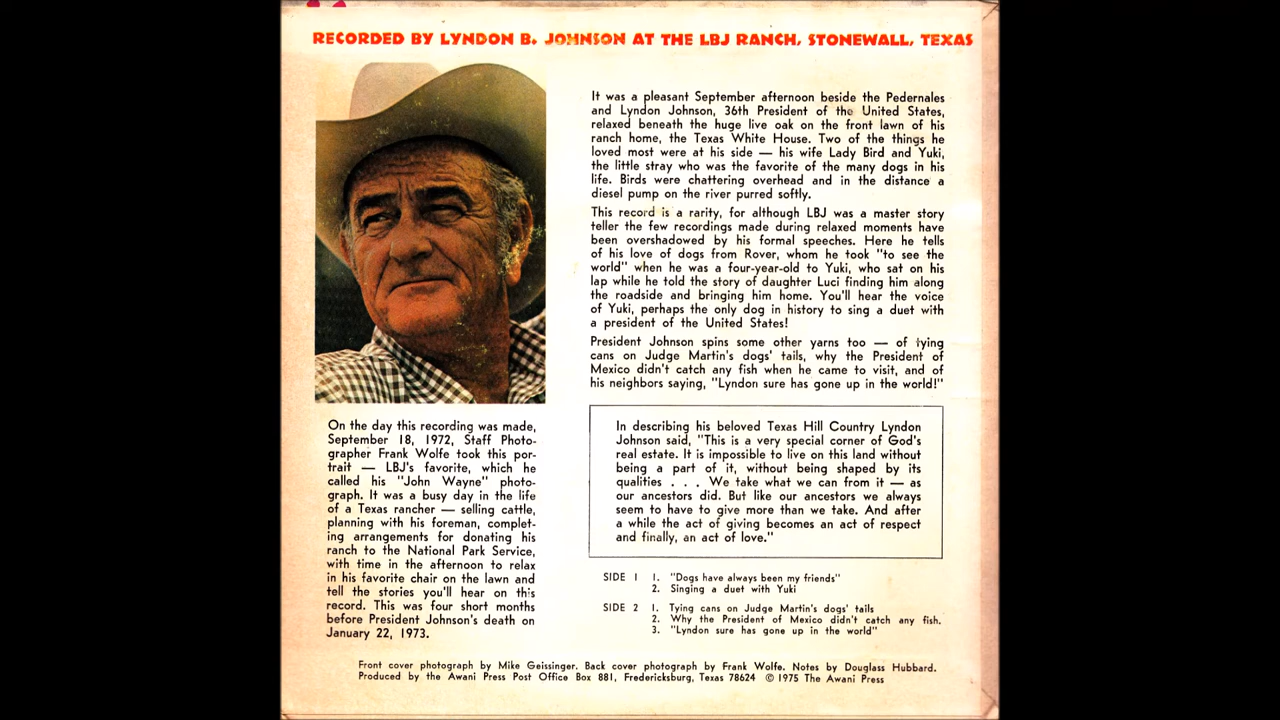 RECORDED BY LYNDON B. JOHNSON AT THE LBJ RANCH, STONEWALL, TEXAS
It was a pleasant September afternoon beside the Pedernales
and Lyndon Johnson, 36th President of the United States,
relaxed beneath the huge live oak on the front lawn of his
ranch home, the Texas White House. Two of the things he
loved most were at his side — his wife Lady Bird and Yuki,
the little stray who was the favorite of the many dogs in his
life. Birds were chattering overhead and in the distance a
diesel pump on the river purred softly.
This record is a rarity, for although LBJ was a master story
teller the few recordings made during relaxed moments have
been overshadowed by his formal speeches. Here he tells
of his love of dogs from Rover, whom he took "to see the
world" when he was a four-year-old to Yuki, who sat on his
lap while he told the story of daughter Luci finding him along
the roadside and bringing him home. You'll hear the voice
of Yuki, perhaps the only dog in history to sing a duet with
a president of the United States!
President Johnson spins some other yarns too — of tying
cans on Judge Martin's dogs' tails, why the President of
Mexico didn't catch any fish when he came to visit, and of
his neighbors saying, "Lyndon sure has gone up in the world!"
On the day this recording was made,
September 18, 1972, Staff Photo-
grapher Frank Wolfe took this por-
trait — LBJ's favorite, which he
called his "John Wayne" photo-
graph. It was a busy day in the life
of a Texas rancher — selling cattle,
planning with his foreman, complet-
ing arrangements for donating his
ranch to the National Park Service,
with time in the afternoon to relax
in his favorite chair on the lawn and
tell the stories you'll hear on this
record. This was four short months
before President Johnson's death on
January 22, 1973.
In describing his beloved Texas Hill Country Lyndon
Johnson said, "This is a very special corner of God's
real estate. It is impossible to live on this land without
being a part of it, without being shaped by its
qualities . . . We take what we can from it — as
our ancestors did. But like our ancestors we always
seem to have to give more than we take. And after
a while the act of giving becomes an act of respect
and finally, an act of love."
SIDE 1 1. "Dogs have always been my friends"
2. Singing a duet with Yuki
SIDE 2 1. Tying cans on Judge Martin's dogs' tails
2. Why the President of Mexico didn't catch any fish.
3. "Lyndon sure has gone up in the world"
Front cover photograph by Mike Geissinger. Back cover photograph by Frank Wolfe. Notes by Douglass Hubbard.
Produced by the Awani Press Post Office Box 881, Fredericksburg, Texas 78624 © 1975 The Awani Press